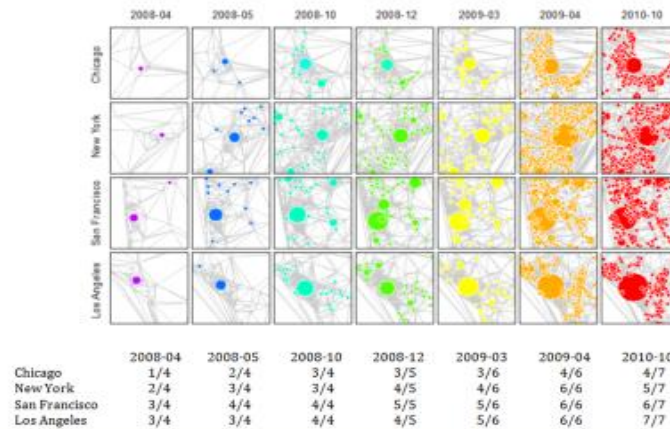 2008-04 2008-05 2008-10 2008-12 2009-03 2009-04 2010-10
Chicago
New York
San Francisco
Los Angeles
2008-04 2008-05 2008-10 2008-12 2009-03 2009-04 2010-10
Chicago 1/4 2/4 3/4 3/5 3/6 4/6 4/7
New York 2/4 3/4 3/4 4/5 4/6 6/6 5/7
San Francisco 3/4 4/4 4/4 5/5 5/6 6/6 6/7
Los Angeles 3/4 3/4 4/4 4/5 5/6 6/6 7/7